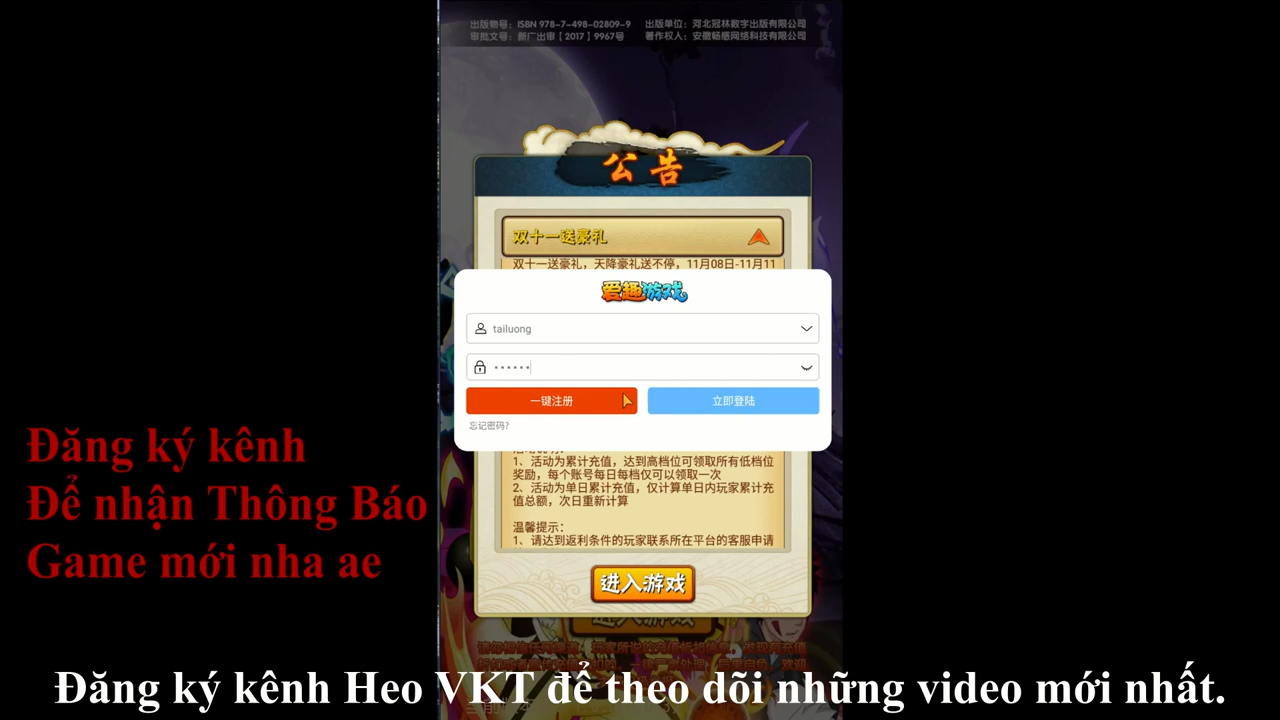 出版物号：ISBN 978-7-498-02809-9 出版单位：河北冠林数字出版有限公司
审批文号：新广出审【2017】9967号 著作权人：安徽畅感网络科技有限公司
公告
双十一送豪礼
双十一送豪礼，天降豪礼送不停，11月08日-11月11
爱趣游戏
tailuong
一键注册
立即登陆
忘记密码?
1、活动为累计充值，达到高档位可领取所有低档位
奖励，每个账号每日每档仅可以领取一次
2、活动为单日累计充值，仅计算单日内玩家累计充
值总额，次日重新计算
温馨提示：
1、请达到返利条件的玩家联系所在平台的客服申请
进入游戏
进入游戏
Đăng ký kênh
Để nhận Thông Báo
Game mới nha ae
Đăng ký kênh Heo VKT để theo dõi những video mới nhất.